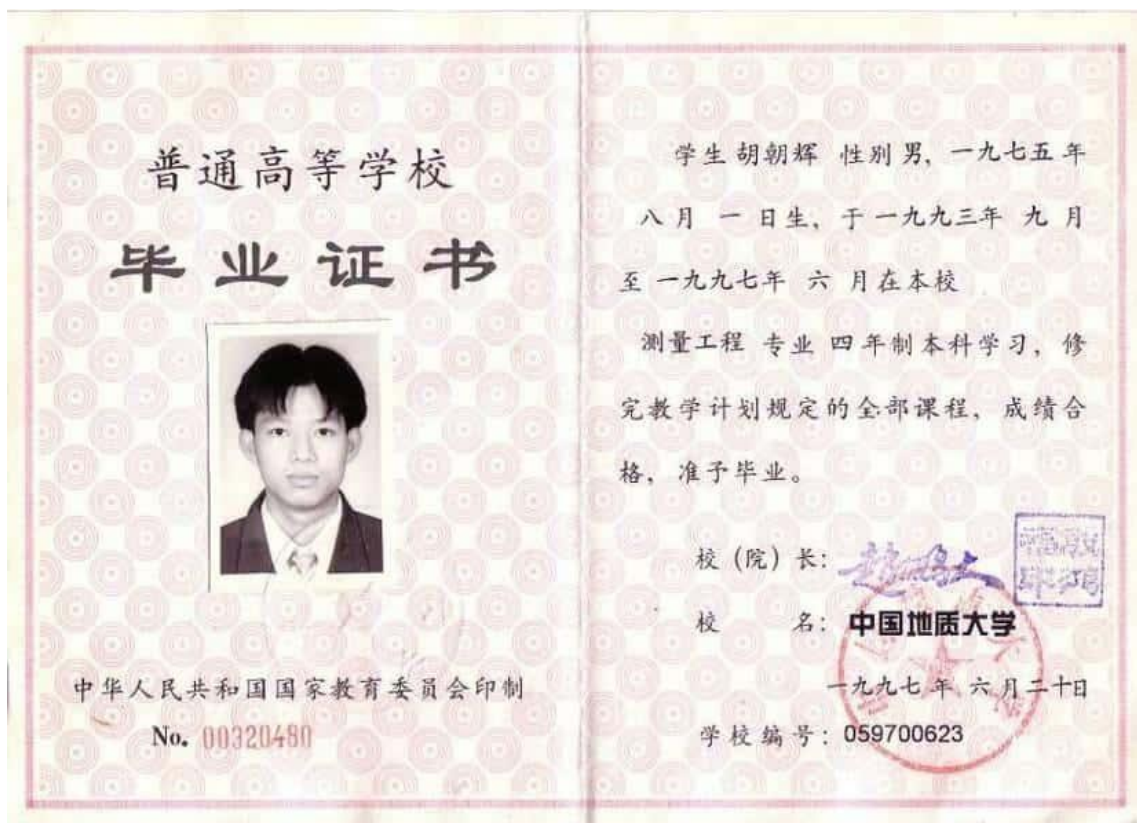 普通高等学校
毕业证书
中华人民共和国国家教育委员会印制
No. 00320480
学生 胡朝辉 性别 男, 一九七五 年
八 月 一 日生, 于 一九九三年 九 月
至 一九九七年 六 月在本校
测量工程 专业 四 年制本科学习, 修
完教学计划规定的全部课程, 成绩合
格, 准予毕业。
校 (院) 长:
校 名: 中国地质大学
一九九七 年 六 月二十日
学校编号: 059700623